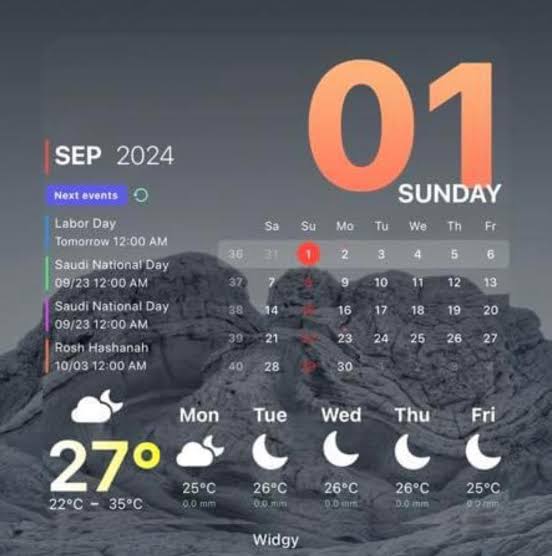 01
SUNDAY
SEP 2024
Next events
Labor Day
Tomorrow 12:00 AM
Saudi National Day
09/23 12:00 AM
Saudi National Day
09/23 12:00 AM
Rosh Hashanah
10/03 12:00 AM
Sa Su Mo Tu We Th Fr
36 31 1 2 3 4 5 6
37 7 8 9 10 11 12 13
38 14 16 17 18 19 20
39 21 23 24 25 26 27
40 28 30
27°
22°C – 35°C
Mon Tue Wed Thu Fri
25°C 26°C 26°C 26°C 25°C
0.0 mm 0.0 mm 0.0 mm 0.0 mm 0.0 mm
Widgy